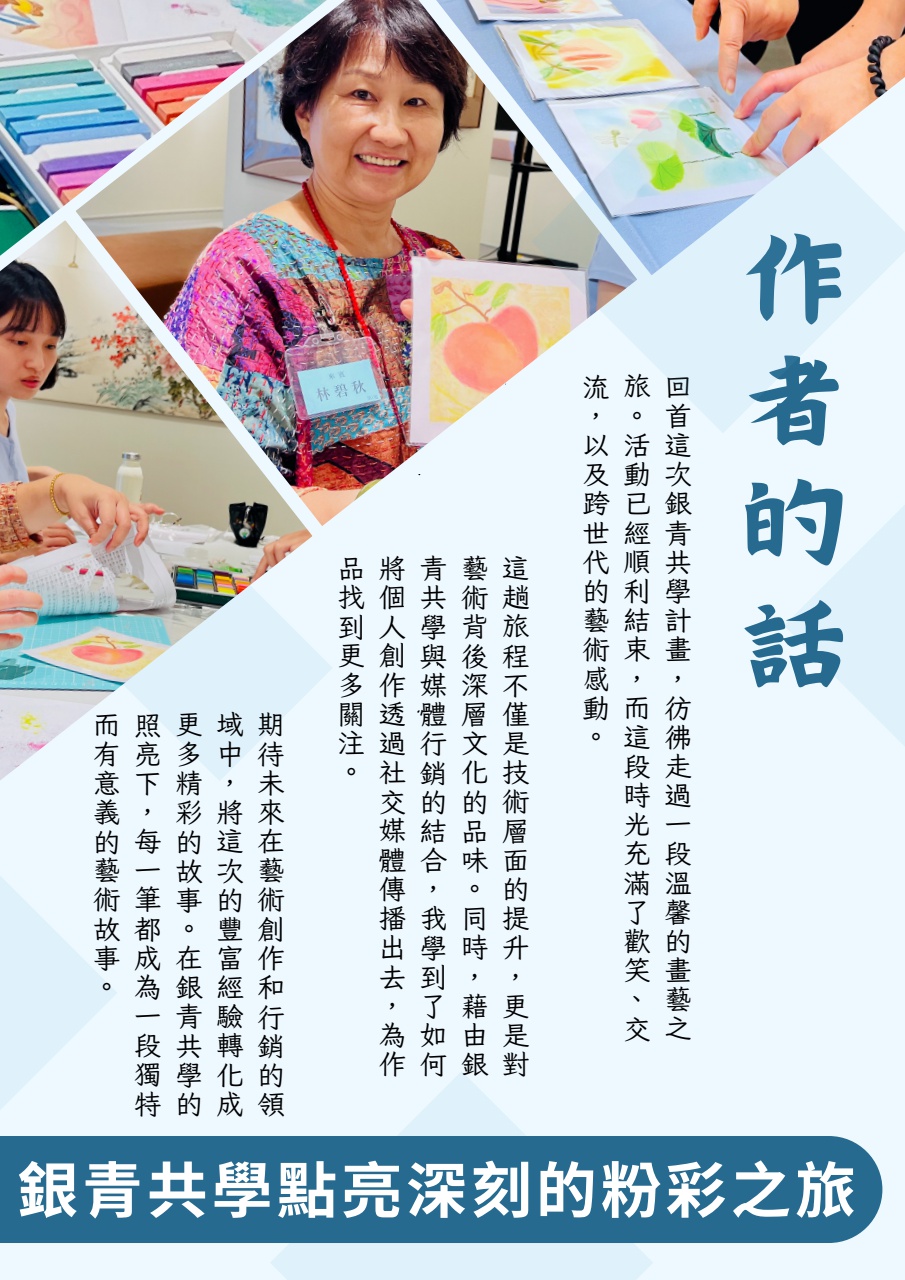 作者的話
回首這次銀青共學計畫，彷彿走過一段溫馨的畫藝之
旅。活動已經順利結束，而這段時光充滿了歡笑、交
流，以及跨世代的藝術感動。
這趟旅程不僅是技術層面的提升，更是對
藝術背後深層文化的品味。同時，藉由銀
青共學與媒體行銷的結合，我學到了如何
將個人創作透過社交媒體傳播出去，為作
品找到更多關注。
期待未來在藝術創作和行銷的領
域中，將這次的豐富經驗轉化成
更多精彩的故事。在銀青共學的
照亮下，每一筆都成為一段獨特
而有意義的藝術故事。
林碧秋
銀青共學點亮深刻的粉彩之旅